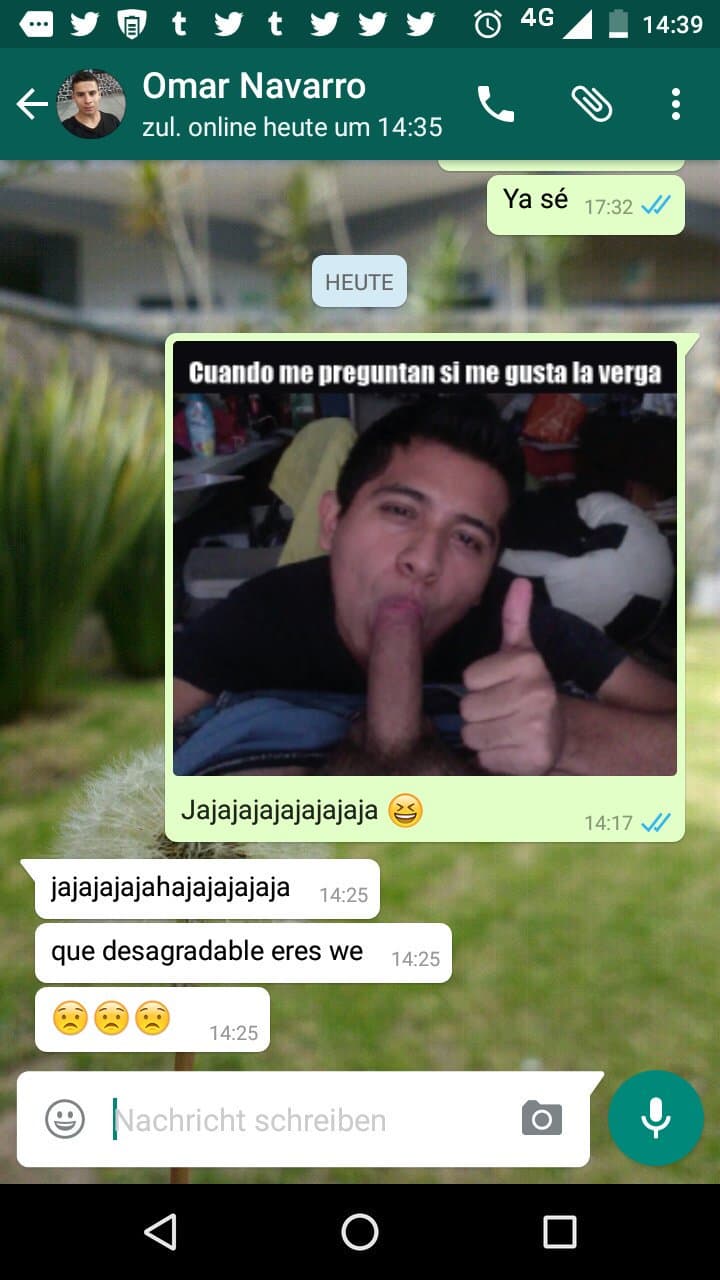 4G 14:39
Omar Navarro
zul. online heute um 14:35
Ya sé 17:32
HEUTE
Cuando me preguntan si me gusta la verga
Jajajajajajajajaja 😆 14:17
jajajajajahajajajajaja 14:25
que desagradable eres we 14:25
😟😟😟 14:25
Nachricht schreiben